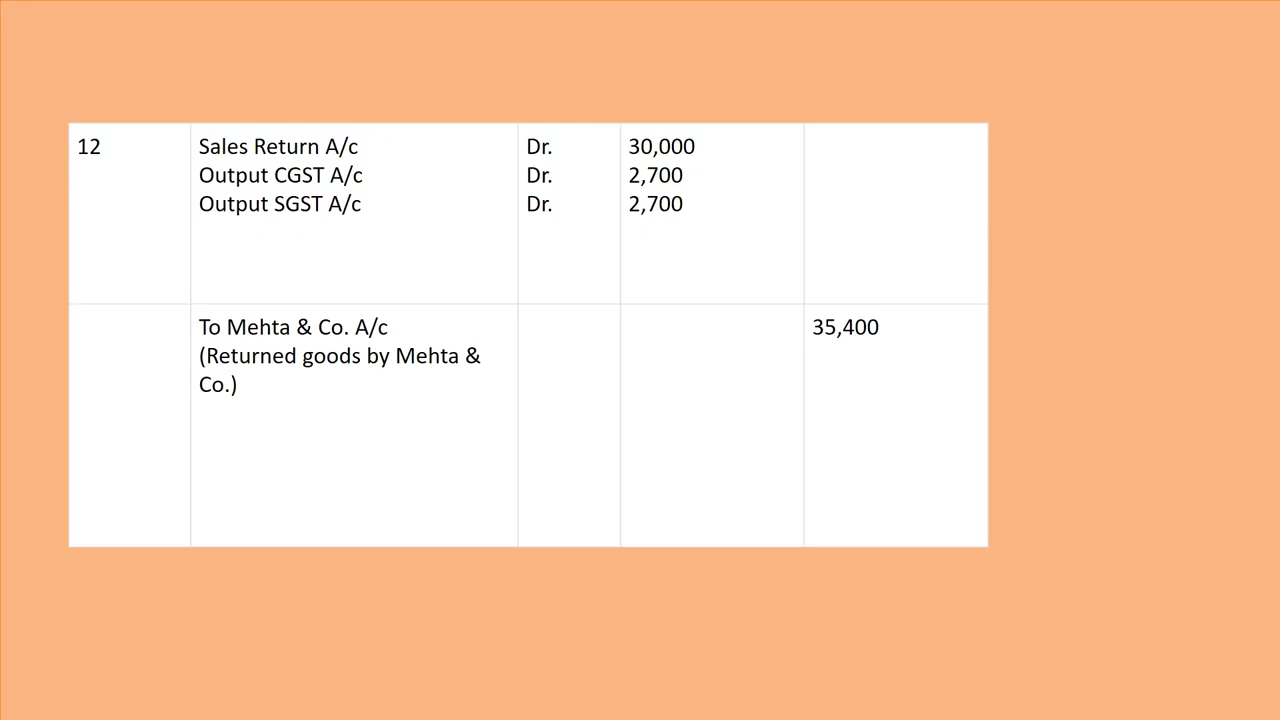 12 Sales Return A/c Dr. 30,000
Output CGST A/c Dr. 2,700
Output SGST A/c Dr. 2,700
To Mehta & Co. A/c 35,400
(Returned goods by Mehta &
Co.)